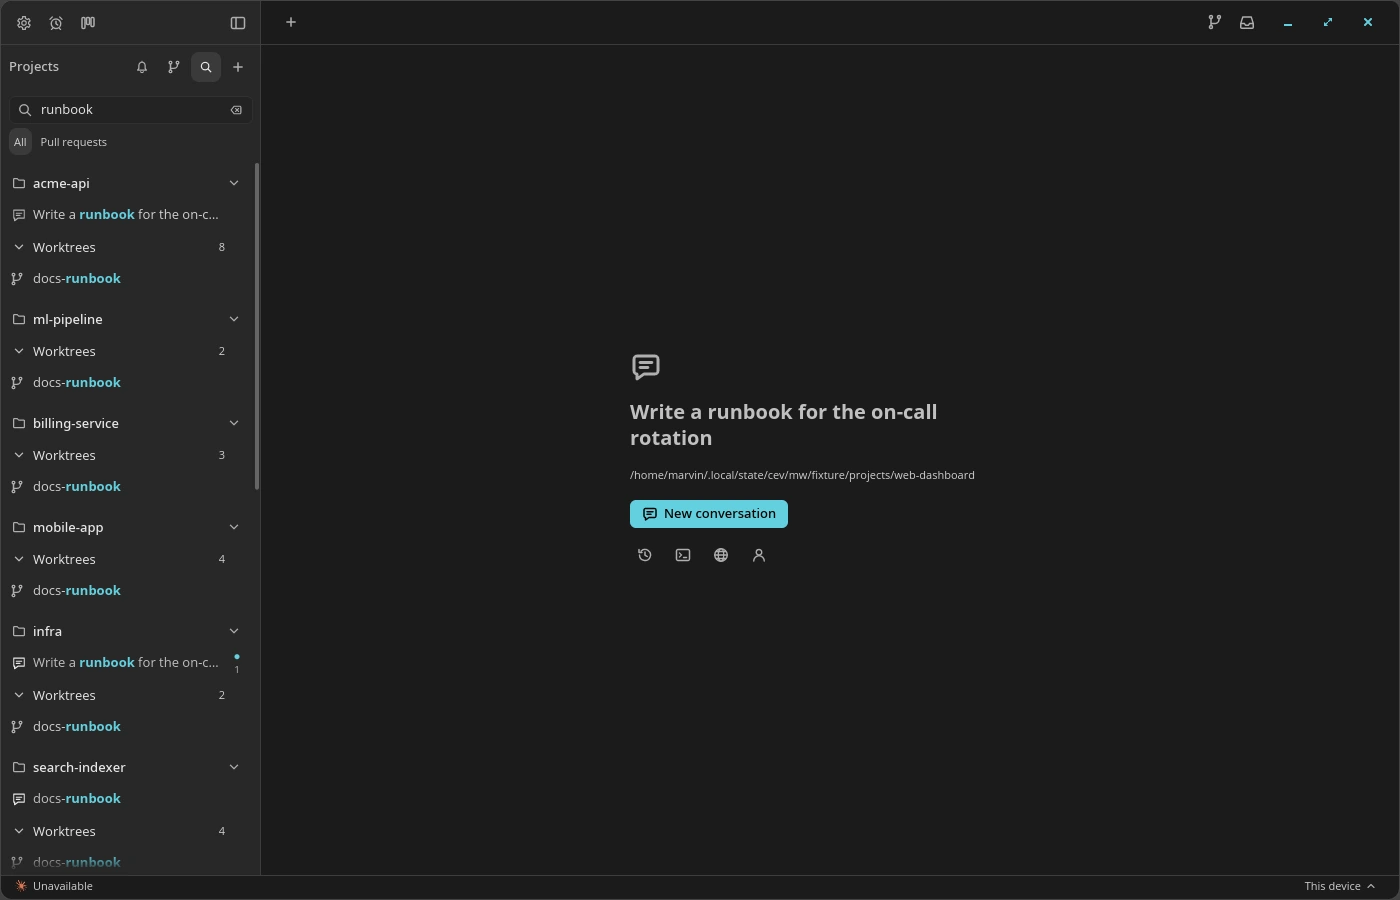 Projects
runbook
All Pull requests
acme-api
Write a runbook for the on-c...
Worktrees 8
docs-runbook
ml-pipeline
Worktrees 2
docs-runbook
billing-service
Worktrees 3
docs-runbook
mobile-app
Worktrees 4
docs-runbook
infra
Write a runbook for the on-c... 1
Worktrees 2
docs-runbook
search-indexer
docs-runbook
Worktrees 4
docs-runbook
Write a runbook for the on-call
rotation
/home/marvin/.local/state/cev/mw/fixture/projects/web-dashboard
New conversation
Unavailable
This device